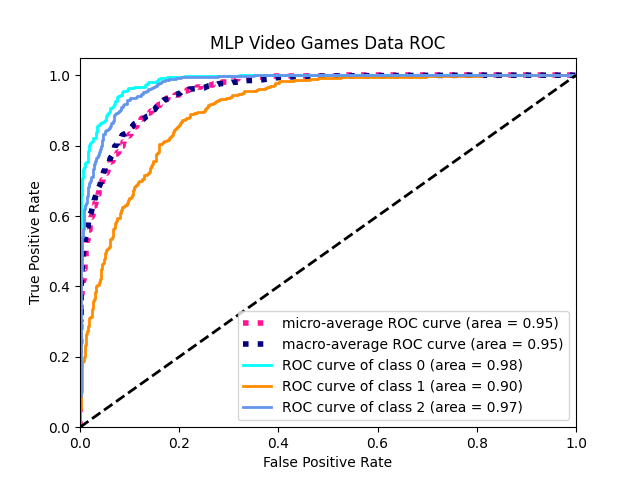 MLP Video Games Data ROC
True Positive Rate
1.0
0.8
0.6
0.4
0.2
0.0
micro-average ROC curve (area = 0.95)
macro-average ROC curve (area = 0.95)
ROC curve of class 0 (area = 0.98)
ROC curve of class 1 (area = 0.90)
ROC curve of class 2 (area = 0.97)
0.0 0.2 0.4 0.6 0.8 1.0
False Positive Rate